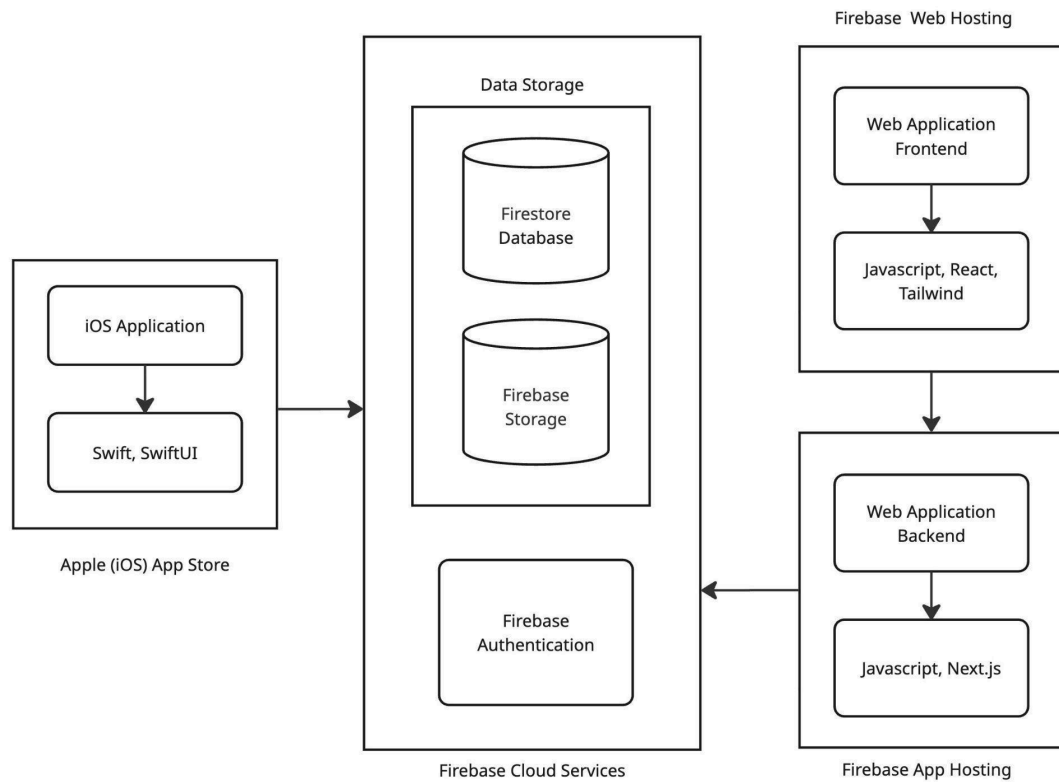 Firebase  Web Hosting
Data Storage
Web Application
Frontend
Firestore
Database
Javascript, React,
Tailwind
iOS Application
Firebase
Storage
Swift, SwiftUI
Web Application
Backend
Apple (iOS) App Store
Firebase
Authentication
Javascript, Next.js
Firebase Cloud Services
Firebase App Hosting